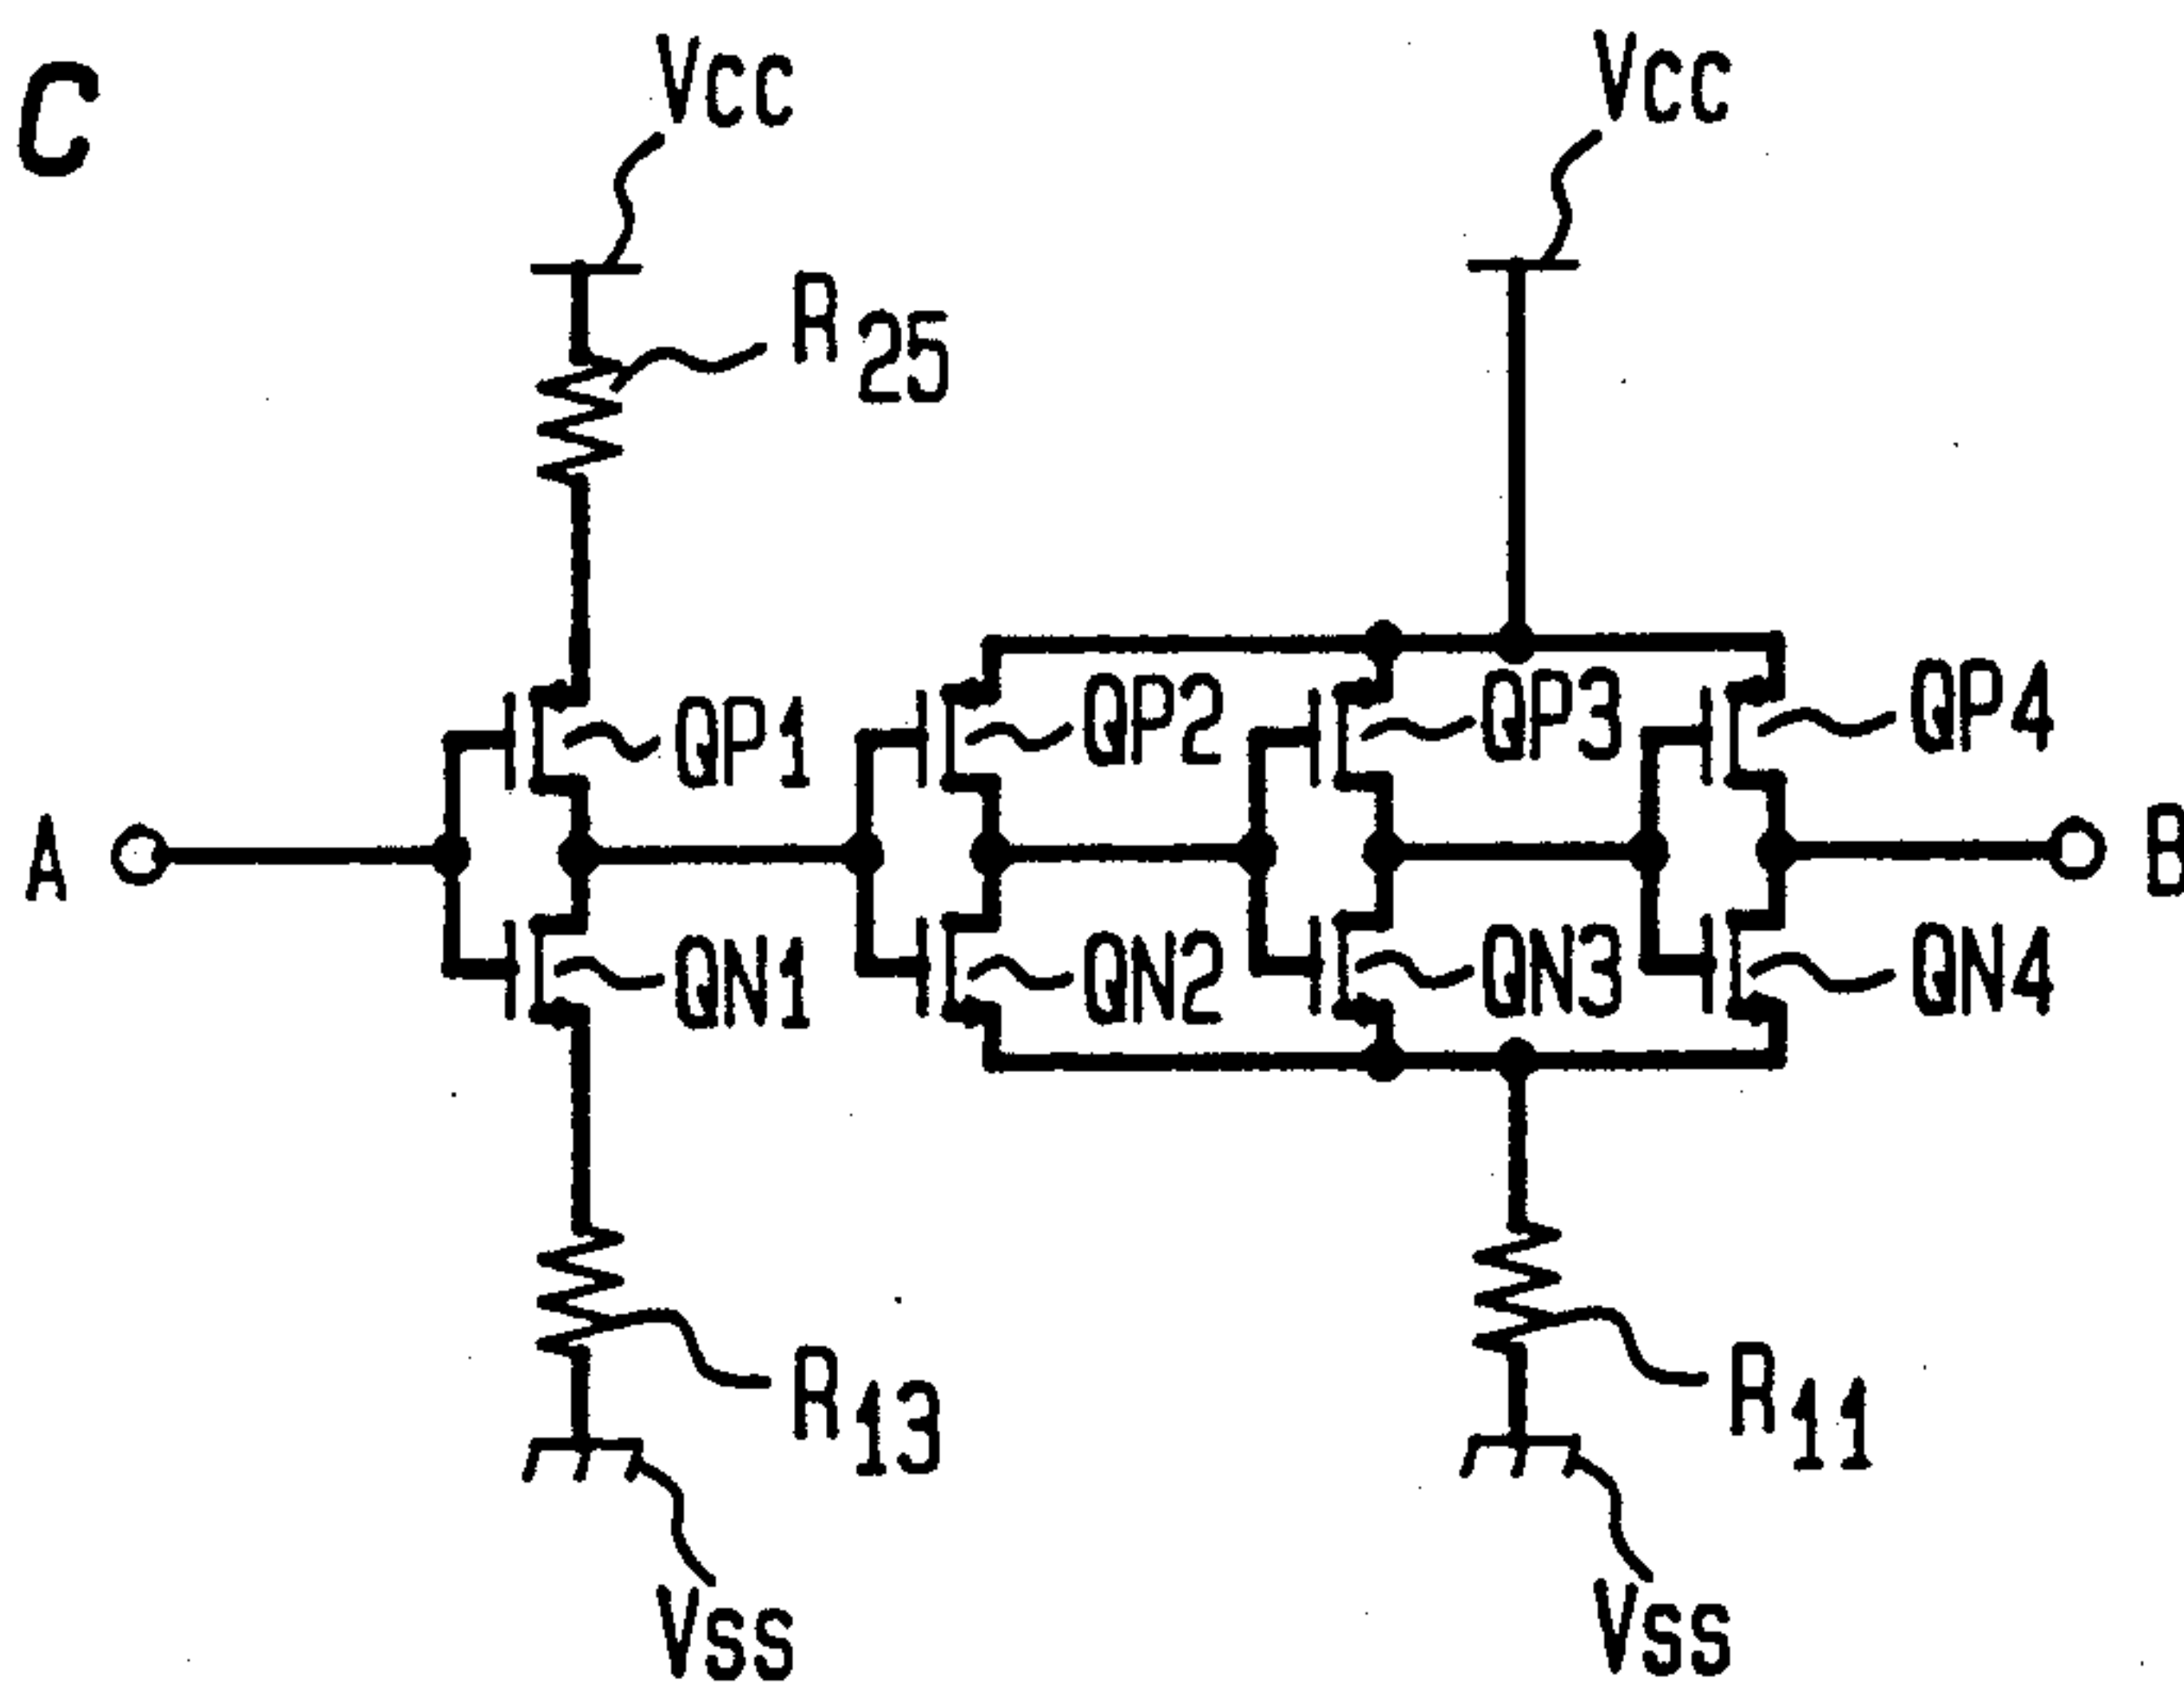 C
Vcc
Vcc
R25
QP1
QP2
QP3
QP4
A
B
QN1
QN2
QN3
QN4
R13
R11
Vss
Vss